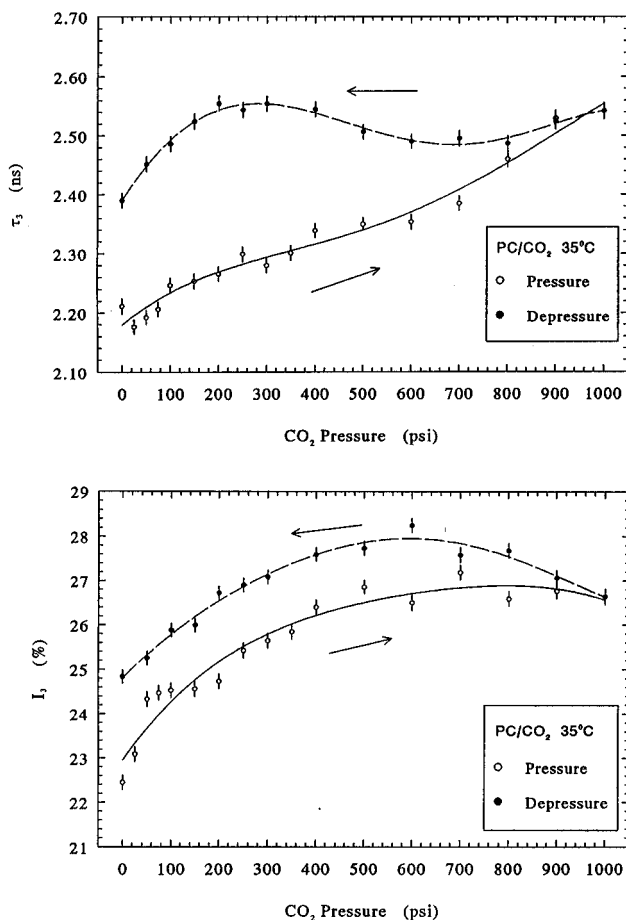 2.70
2.60
2.50
2.40
2.30
2.20
2.10
τ₃ (ns)
PC/CO₂ 35°C
Pressure
Depressure
0 100 200 300 400 500 600 700 800 900 1000
CO₂ Pressure (psi)
29
28
27
26
25
24
23
22
21
I₃ (%)
PC/CO₂ 35°C
Pressure
Depressure
0 100 200 300 400 500 600 700 800 900 1000
CO₂ Pressure (psi)